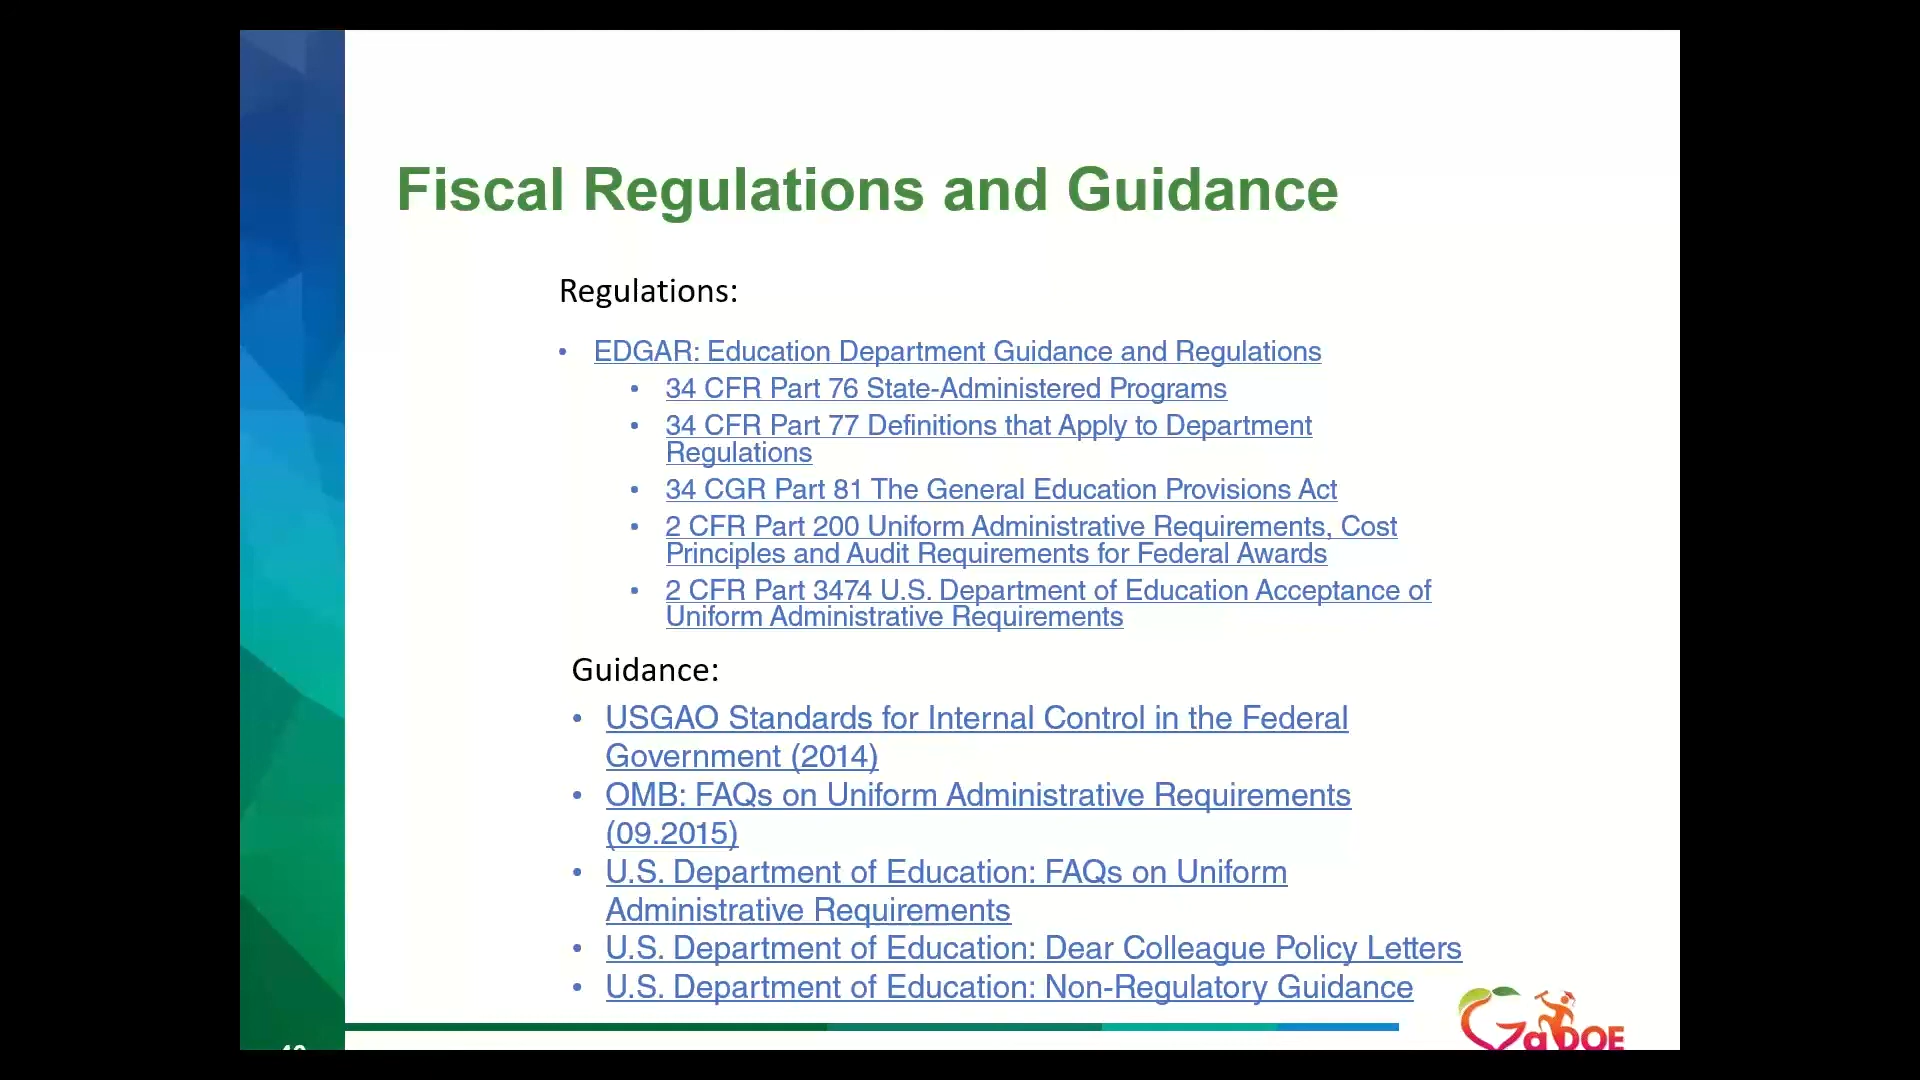 Fiscal Regulations and Guidance
Regulations:
• EDGAR: Education Department Guidance and Regulations
• 34 CFR Part 76 State-Administered Programs
• 34 CFR Part 77 Definitions that Apply to Department
Regulations
• 34 CGR Part 81 The General Education Provisions Act
• 2 CFR Part 200 Uniform Administrative Requirements, Cost
Principles and Audit Requirements for Federal Awards
• 2 CFR Part 3474 U.S. Department of Education Acceptance of
Uniform Administrative Requirements
Guidance:
• USGAO Standards for Internal Control in the Federal
Government (2014)
• OMB: FAQs on Uniform Administrative Requirements
(09.2015)
• U.S. Department of Education: FAQs on Uniform
Administrative Requirements
• U.S. Department of Education: Dear Colleague Policy Letters
• U.S. Department of Education: Non-Regulatory Guidance
GaDOE